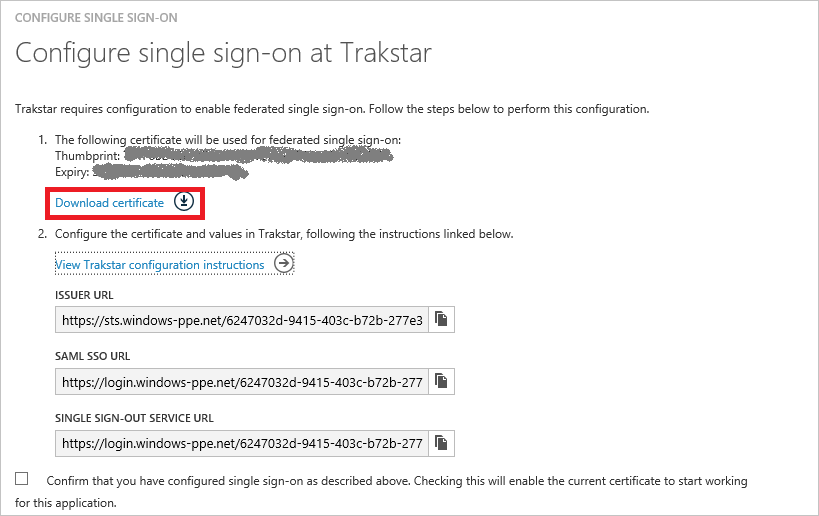 CONFIGURE SINGLE SIGN-ON
Configure single sign-on at Trakstar
Trakstar requires configuration to enable federated single sign-on. Follow the steps below to perform this configuration.
1. The following certificate will be used for federated single sign-on:
Thumbprint:
Expiry:
Download certificate
2. Configure the certificate and values in Trakstar, following the instructions linked below.
View Trakstar configuration instructions
ISSUER URL
https://sts.windows-ppe.net/6247032d-9415-403c-b72b-277e3
SAML SSO URL
https://login.windows-ppe.net/6247032d-9415-403c-b72b-277
SINGLE SIGN-OUT SERVICE URL
https://login.windows-ppe.net/6247032d-9415-403c-b72b-277
Confirm that you have configured single sign-on as described above. Checking this will enable the current certificate to start working
for this application.